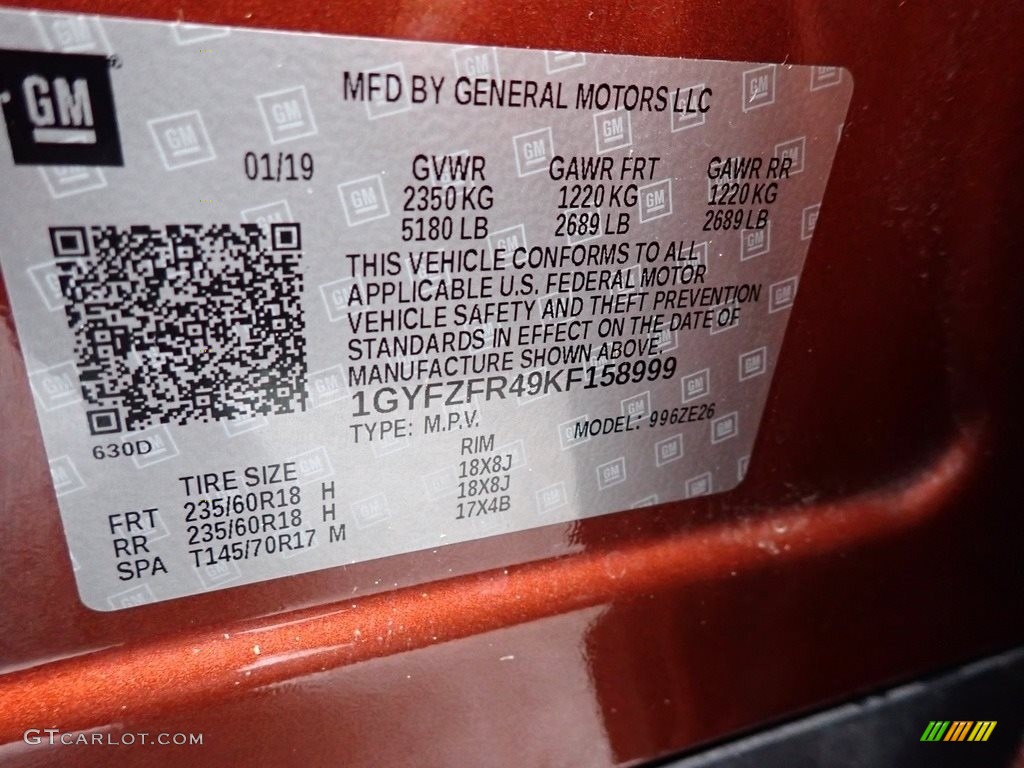 GM
MFD BY GENERAL MOTORS LLC
01/19
GVWR GAWR FRT GAWR RR
2350 KG 1220 KG 1220 KG
5180 LB 2689 LB 2689 LB
THIS VEHICLE CONFORMS TO ALL
APPLICABLE U.S. FEDERAL MOTOR
VEHICLE SAFETY AND THEFT PREVENTION
STANDARDS IN EFFECT ON THE DATE OF
MANUFACTURE SHOWN ABOVE.
1GYFZFR49KF158999
TYPE: M.P.V. MODEL: 996ZE26
630D
TIRE SIZE RIM
FRT 235/60R18 H 18X8J
RR 235/60R18 H 18X8J
SPA T145/70R17 M 17X4B
GTCARLOT.COM